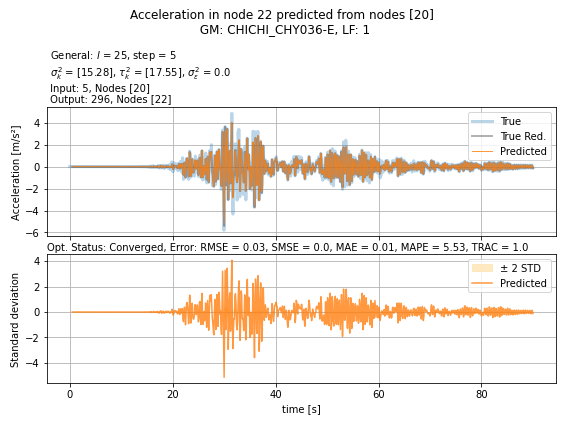 Acceleration in node 22 predicted from nodes [20]
GM: CHICHI_CHY036-E, LF: 1
General: l = 25, step = 5
σ²ₖ = [15.28], τ²ₖ = [17.55], σ²ε = 0.0
Input: 5, Nodes [20]
Output: 296, Nodes [22]
Acceleration [m/s²]
4
2
0
−2
−4
−6
True
True Red.
Predicted
Opt. Status: Converged, Error: RMSE = 0.03, SMSE = 0.0, MAE = 0.01, MAPE = 5.53, TRAC = 1.0
Standard deviation
4
2
0
−2
−4
± 2 STD
Predicted
0 20 40 60 80
time [s]